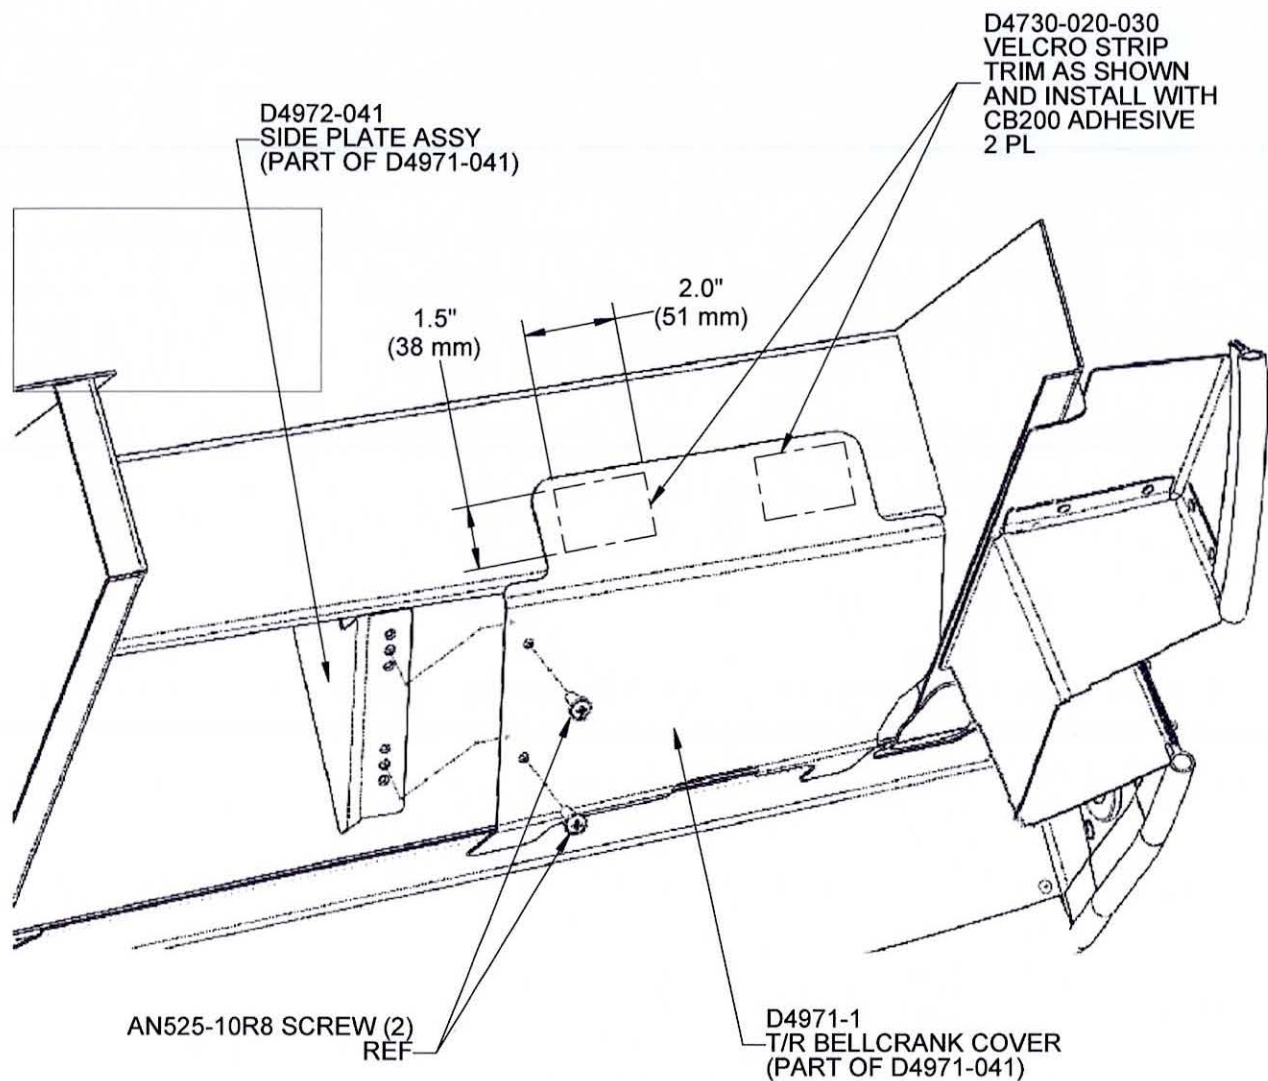 D4730-020-030
VELCRO STRIP
TRIM AS SHOWN
AND INSTALL WITH
CB200 ADHESIVE
2 PL
D4972-041
SIDE PLATE ASSY
(PART OF D4971-041)
2.0"
(51 mm)
1.5"
(38 mm)
AN525-10R8 SCREW (2)
REF
D4971-1
T/R BELLCRANK COVER
(PART OF D4971-041)